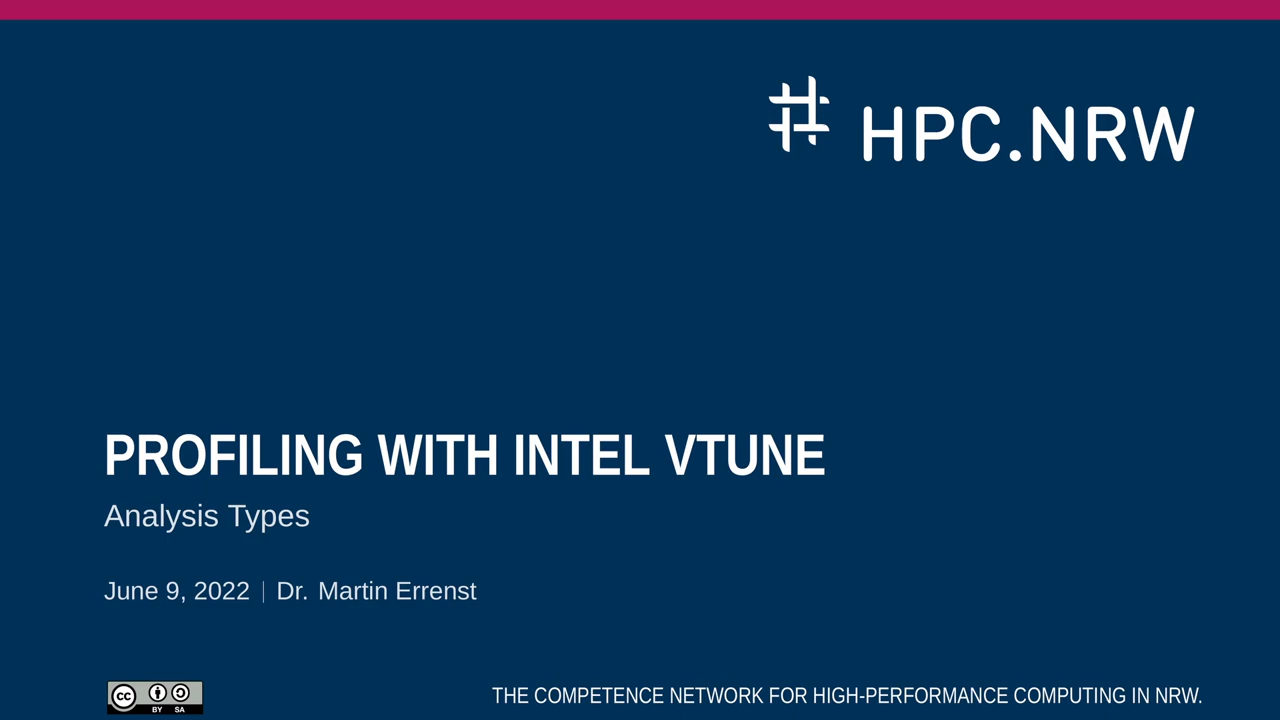 HPC.NRW
PROFILING WITH INTEL VTUNE
Analysis Types
June 9, 2022 | Dr. Martin Errenst
cc BY SA
THE COMPETENCE NETWORK FOR HIGH-PERFORMANCE COMPUTING IN NRW.